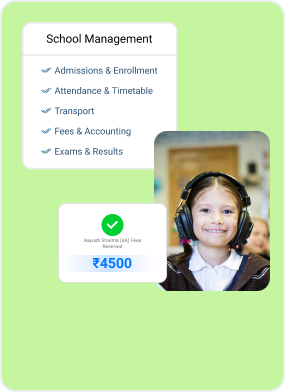 School Management
Admissions & Enrollment
Attendance & Timetable
Transport
Fees & Accounting
Exams & Results
Aayush Sharma (6A) Fees
Received
₹4500